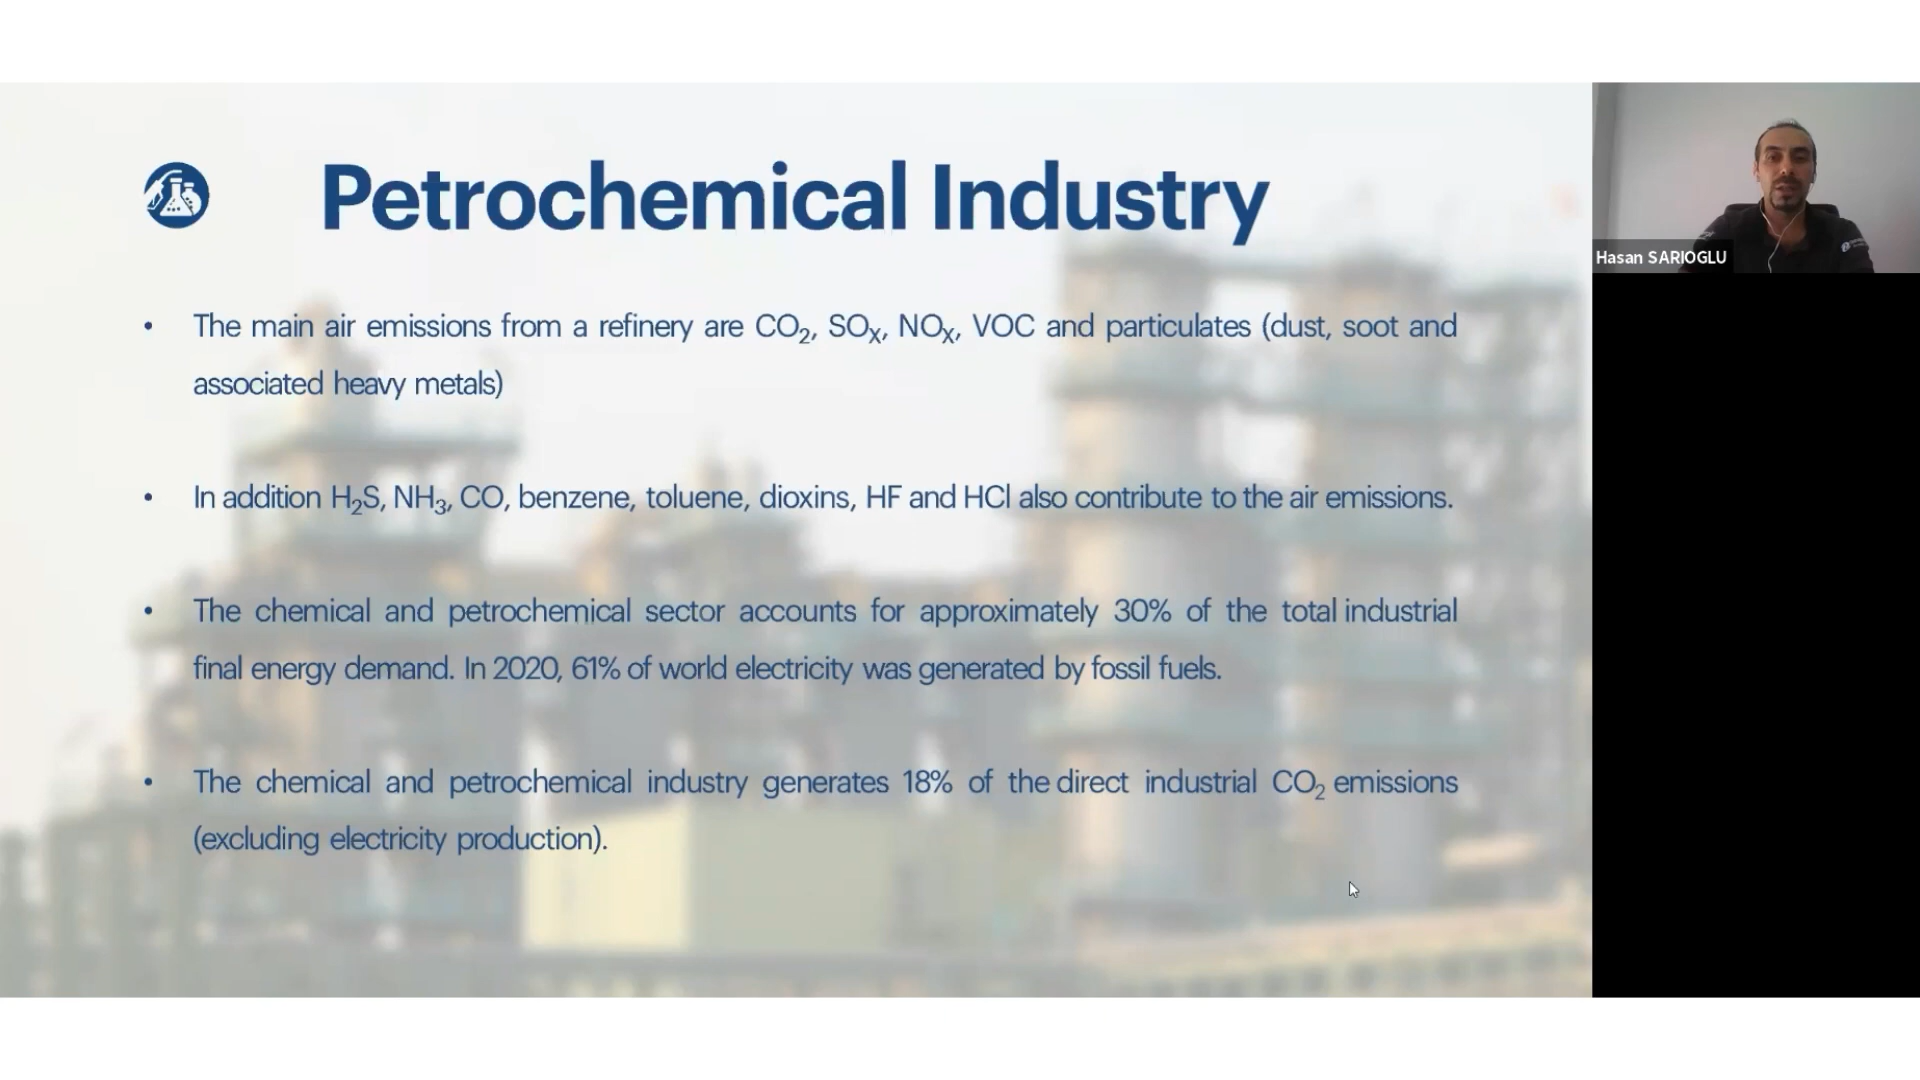 Petrochemical Industry
• The main air emissions from a refinery are CO₂, SOₓ, NOₓ, VOC and particulates (dust, soot and
associated heavy metals)
• In addition H₂S, NH₃, CO, benzene, toluene, dioxins, HF and HCl also contribute to the air emissions.
• The chemical and petrochemical sector accounts for approximately 30% of the total industrial
final energy demand. In 2020, 61% of world electricity was generated by fossil fuels.
• The chemical and petrochemical industry generates 18% of the direct industrial CO₂ emissions
(excluding electricity production).
Hasan SARIOGLU